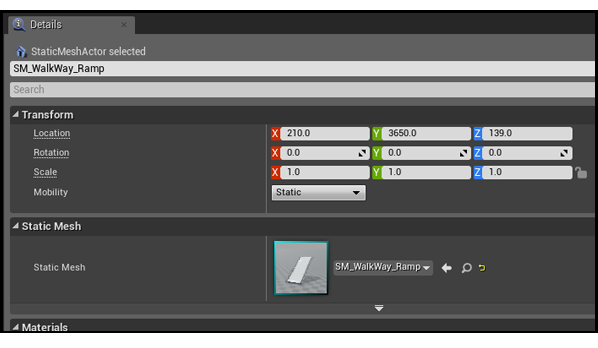 Details
StaticMeshActor selected
SM_WalkWay_Ramp
Search
Transform
Location X 210.0 Y 3650.0 Z 139.0
Rotation X 0.0 Y 0.0 Z 0.0
Scale X 1.0 Y 1.0 Z 1.0
Mobility Static
Static Mesh
Static Mesh SM_WalkWay_Ramp
Materials